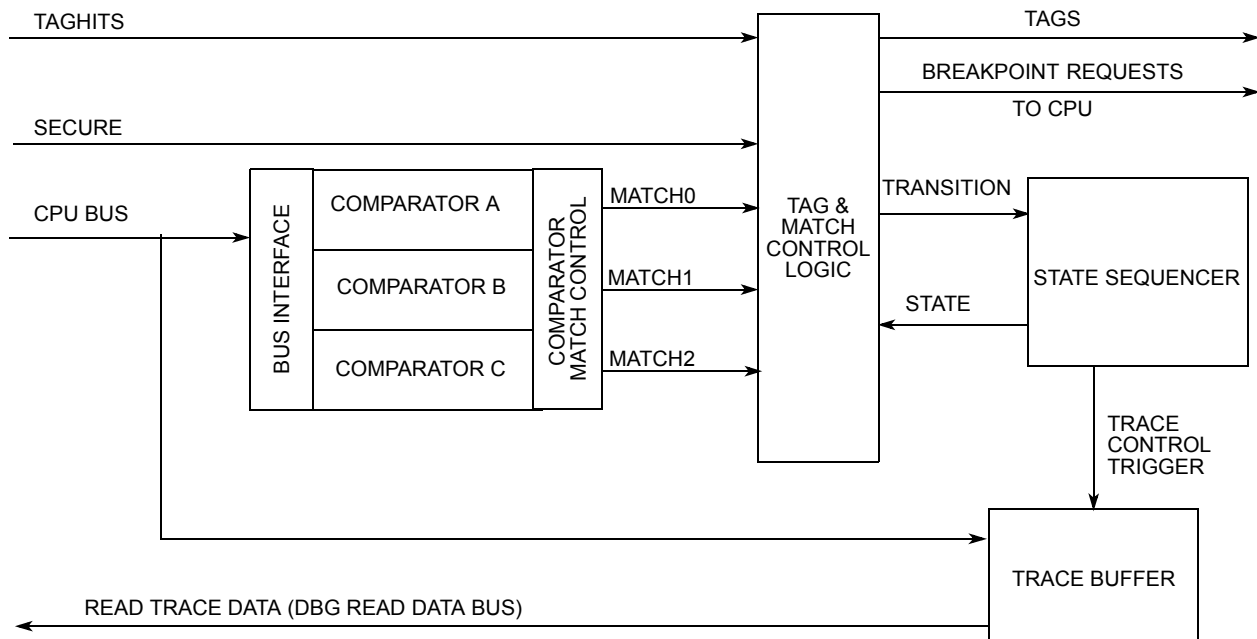 TAGHITS
TAGS
BREAKPOINT REQUESTS
TO CPU
SECURE
CPU BUS
BUS INTERFACE
COMPARATOR A
COMPARATOR B
COMPARATOR C
COMPARATOR
MATCH CONTROL
MATCH0
MATCH1
MATCH2
TAG &
MATCH
CONTROL
LOGIC
TRANSITION
STATE
STATE SEQUENCER
TRACE
CONTROL
TRIGGER
TRACE BUFFER
READ TRACE DATA (DBG READ DATA BUS)